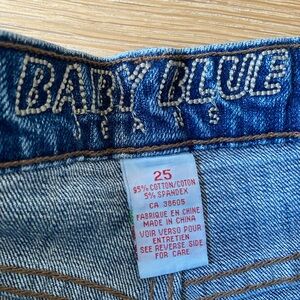 BABY BLUE
25
95% COTTON/COTON
5% SPANDEX
CA 38605
FABRIQUE EN CHINE
MADE IN CHINA
VOIR VERSO POUR
ENTRETIEN
SEE REVERSE SIDE
FOR CARE